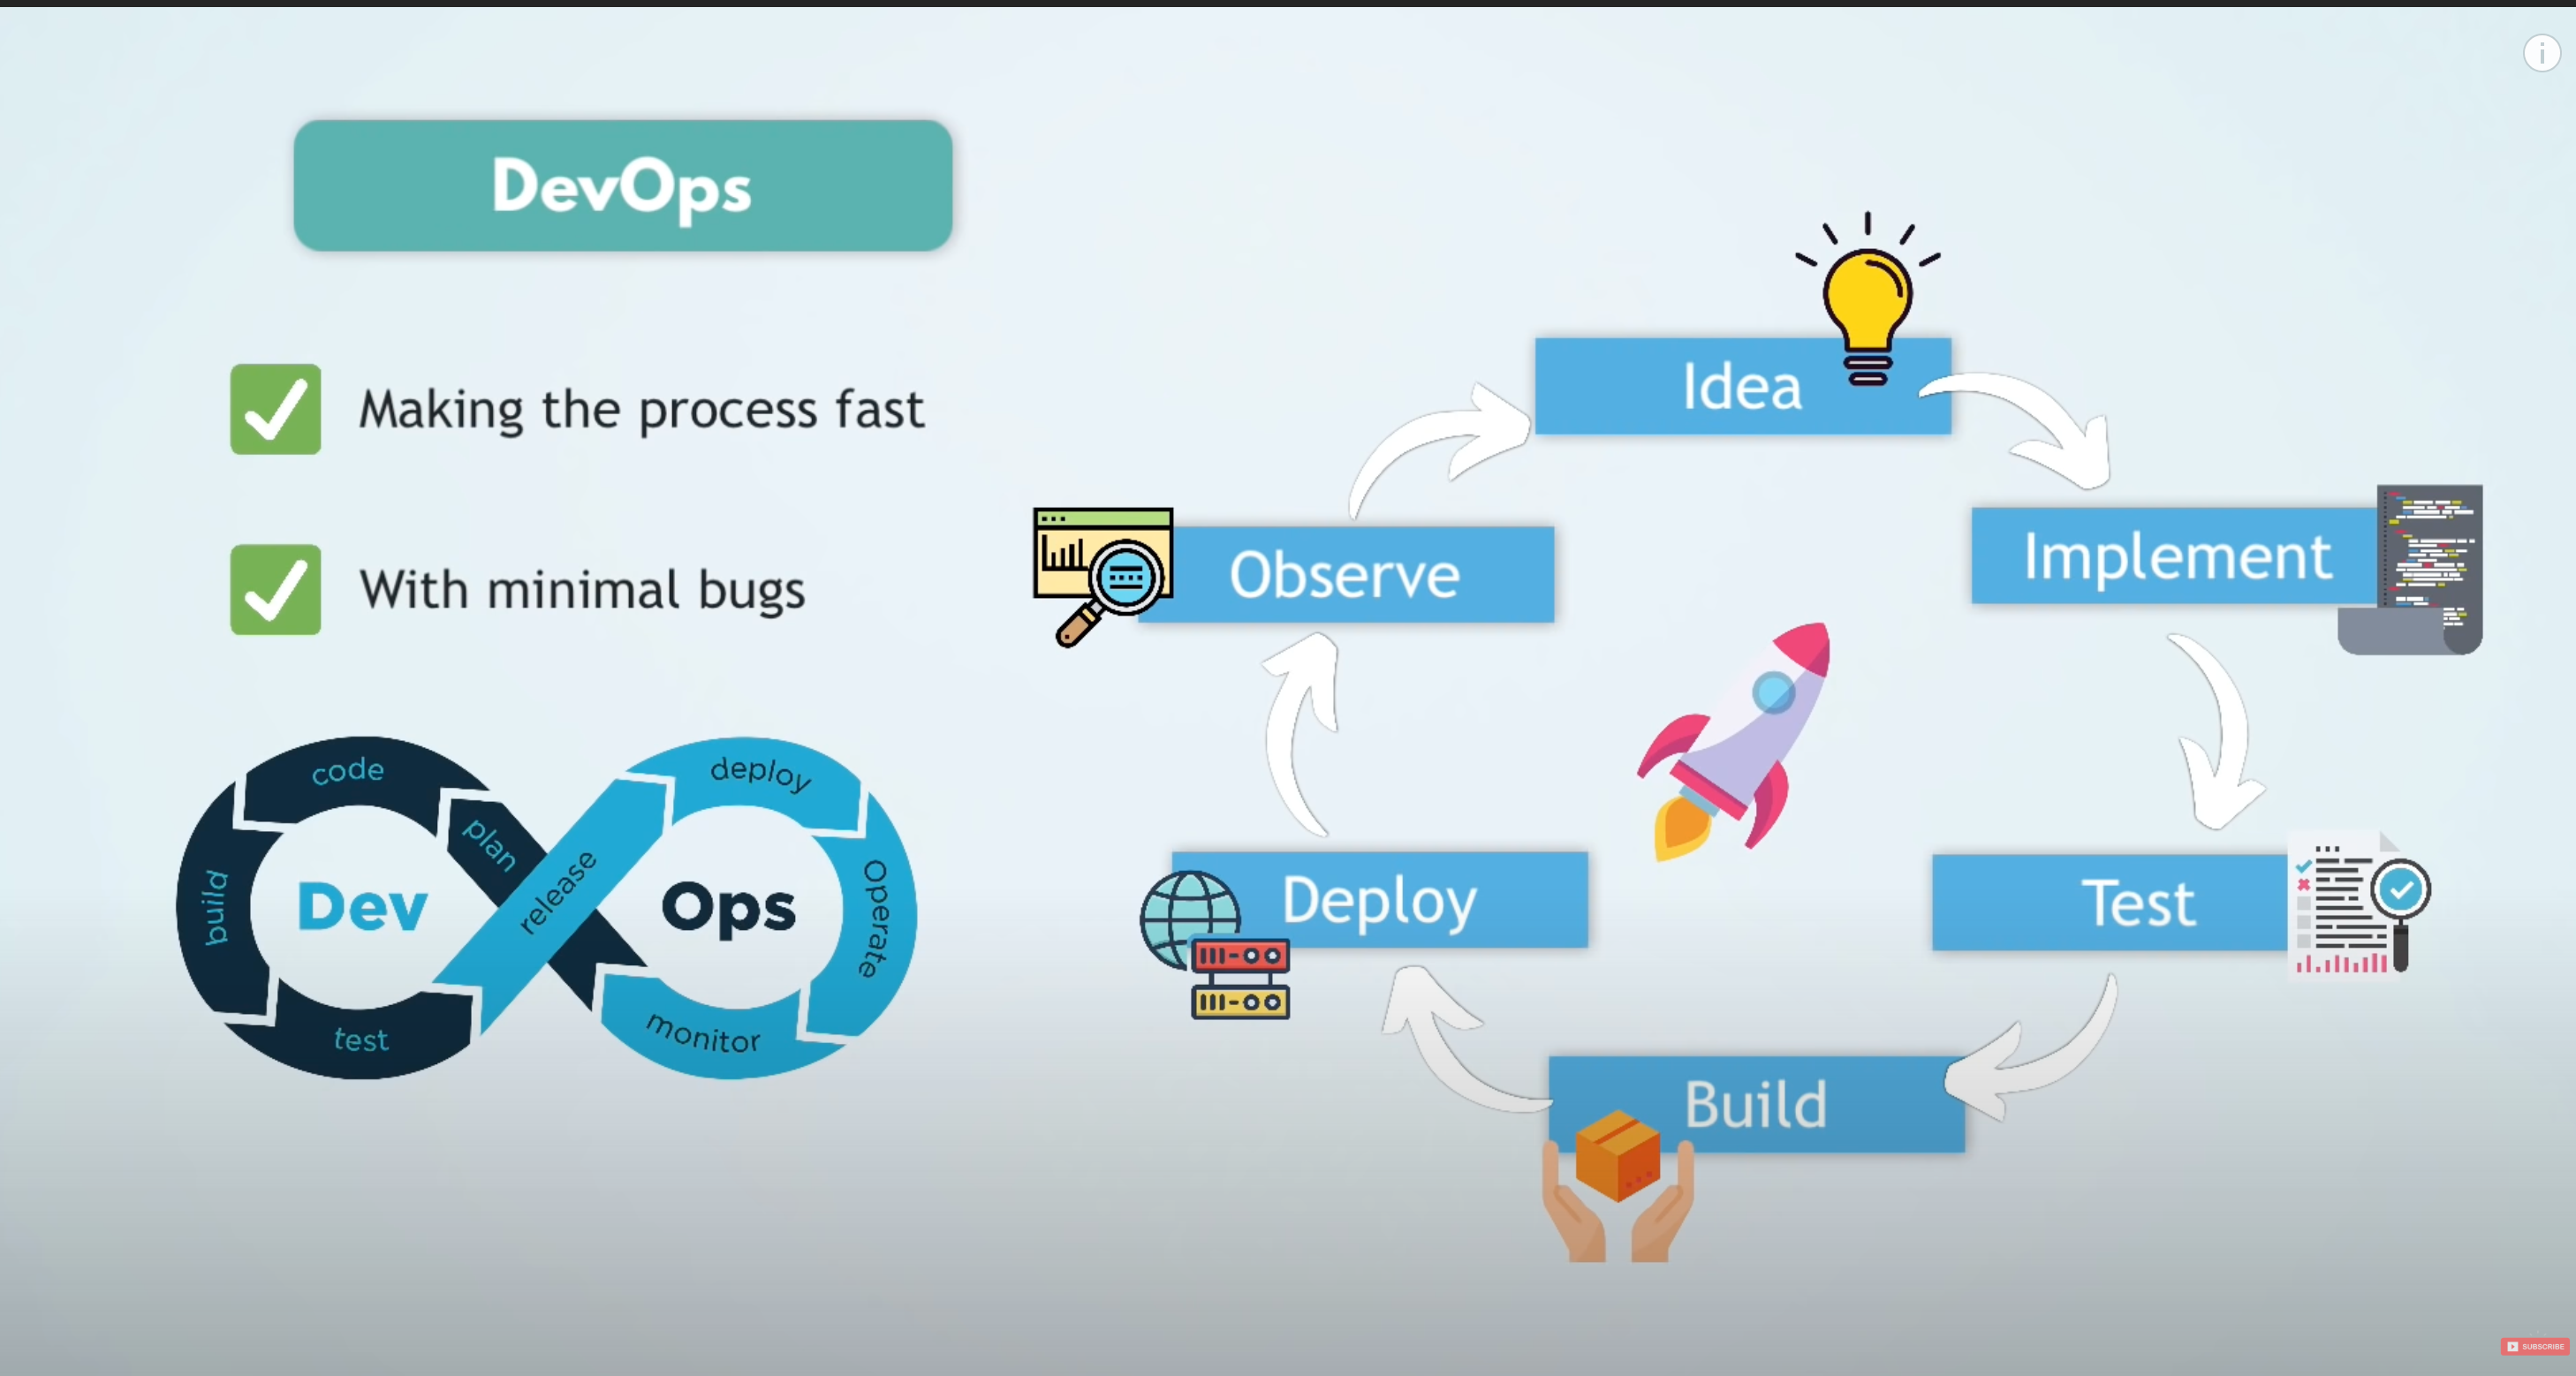 DevOps
Making the process fast
With minimal bugs
code
plan
build
Dev
test
release
deploy
Ops
Operate
monitor
Idea
Implement
Test
Build
Deploy
Observe
i
SUBSCRIBE